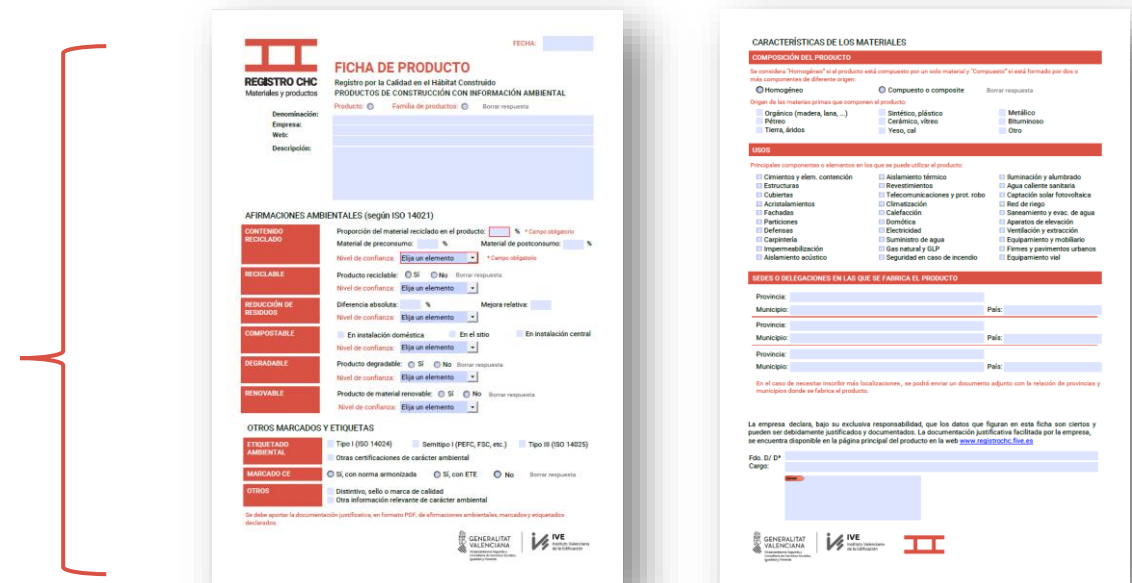 FECHA:
REGISTRO CHC
Materiales y productos
FICHA DE PRODUCTO
Registro por la Calidad en el Hábitat Construido
PRODUCTOS DE CONSTRUCCIÓN CON INFORMACIÓN AMBIENTAL
Producto: Familia de productos: Borrar respuesta
Denominación:
Empresa:
Web:
Descripción:
AFIRMACIONES AMBIENTALES (según ISO 14021)
CONTENIDO RECICLADO
Proporción del material reciclado en el producto: % * Campo obligatorio
Material de preconsumo: % Material de postconsumo: %
Nivel de confianza: Elija un elemento * Campo obligatorio
RECICLABLE
Producto reciclable: Sí No Borrar respuesta
Nivel de confianza: Elija un elemento
REDUCCIÓN DE RESIDUOS
Diferencia absoluta: % Mejora relativa:
Nivel de confianza: Elija un elemento
COMPOSTABLE
En instalación doméstica En el sitio En instalación central
Nivel de confianza: Elija un elemento
DEGRADABLE
Producto degradable: Sí No Borrar respuesta
Nivel de confianza: Elija un elemento
RENOVABLE
Producto de material renovable: Sí No Borrar respuesta
Nivel de confianza: Elija un elemento
OTROS MARCADOS Y ETIQUETAS
ETIQUETADO AMBIENTAL
Tipo I (ISO 14024) Semitipo I (PEFC, FSC, etc.) Tipo III (ISO 14025)
Otras certificaciones de carácter ambiental
MARCADO CE
Sí, con norma armonizada Sí, con ETE No Borrar respuesta
OTROS
Distintivo, sello o marca de calidad
Otra información relevante de carácter ambiental
Se debe aportar la documentación justificativa, en formato PDF, de afirmaciones ambientales, marcados y etiquetados
declarados.
GENERALITAT
VALENCIANA
IVE
Instituto Valenciano
de la Edificación
CARACTERÍSTICAS DE LOS MATERIALES
COMPOSICIÓN DEL PRODUCTO
Se considera "Homogéneo" si el producto está compuesto por un solo material y "Compuesto" si está formado por dos o
más componentes de diferente origen:
Homogéneo Compuesto o composite Borrar respuesta
Origen de las materias primas que componen el producto:
Orgánico (madera, lana, ...) Sintético, plástico Metálico
Pétreo Cerámico, vítreo Bituminoso
Tierra, áridos Yeso, cal Otro
USOS
Principales componentes o elementos en los que se puede utilizar el producto:
Cimientos y elem. contención Aislamiento térmico Iluminación y alumbrado
Estructuras Revestimientos Agua caliente sanitaria
Cubiertas Telecomunicaciones y prot. robo Captación solar fotovoltaica
Acristalamientos Climatización Red de riego
Fachadas Calefacción Saneamiento y evac. de agua
Particiones Domótica Aparatos de elevación
Defensas Electricidad Ventilación y extracción
Carpintería Suministro de agua Equipamiento y mobiliario
Impermeabilización Gas natural y GLP Firmes y pavimentos urbanos
Aislamiento acústico Seguridad en caso de incendio Equipamiento vial
SEDES O DELEGACIONES EN LAS QUE SE FABRICA EL PRODUCTO
Provincia:
Municipio: País:
Provincia:
Municipio: País:
Provincia:
Municipio: País:
En el caso de necesitar inscribir más localizaciones, se podrá enviar un documento adjunto con la relación de provincias y
municipios donde se fabrica el producto.
La empresa declara, bajo su exclusiva responsabilidad, que los datos que figuran en esta ficha son ciertos y
pueden ser debidamente justificados y documentados. La documentación justificativa facilitada por la empresa,
se encuentra disponible en la página principal del producto en la web www.registrochc.five.es
Fdo. D/ Dª
Cargo:
GENERALITAT
VALENCIANA
IVE
Instituto Valenciano
de la Edificación